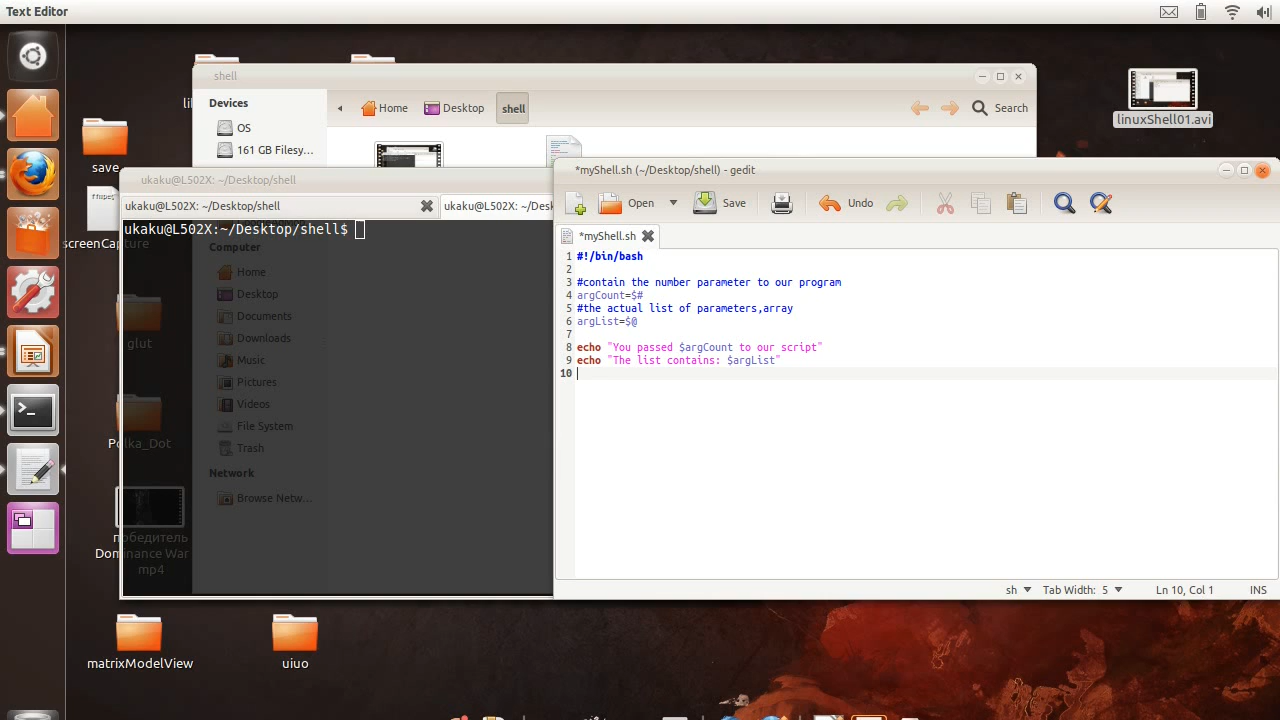 Text Editor
shell
Devices
Home
Desktop
shell
Search
OS
161 GB Filesy...
linuxShell01.avi
save
ukaku@L502X: ~/Desktop/shell
ukaku@L502X: ~/Desktop/shell
ukaku@L502X: ~/Des
ukaku@L502X:~/Desktop/shell$
screenCapture
Computer
Home
Desktop
Documents
Downloads
Music
Pictures
Videos
File System
Trash
Network
Browse Netw...
glut
Polka_Dot
победитель
Dominance War
mp4
matrixModelView
uiuo
*myShell.sh (~/Desktop/shell) - gedit
Open
Save
Undo
*myShell.sh
1 #!/bin/bash
2
3 #contain the number parameter to our program
4 argCount=$#
5 #the actual list of parameters,array
6 argList=$@
7
8 echo "You passed $argCount to our script"
9 echo "The list contains: $argList"
10
sh
Tab Width: 5
Ln 10, Col 1
INS